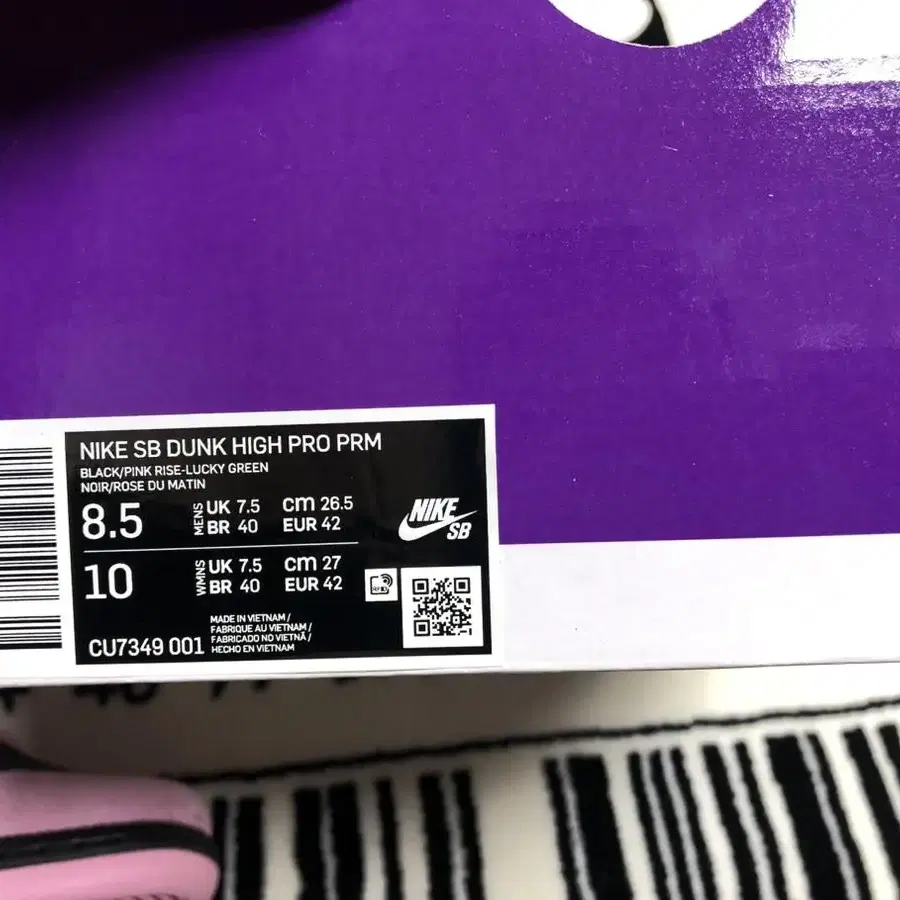 NIKE SB DUNK HIGH PRO PRM
BLACK/PINK RISE-LUCKY GREEN
NOIR/ROSE DU MATIN
8.5 MENS UK 7.5 cm 26.5
BR 40 EUR 42
10 WMNS UK 7.5 cm 27
BR 40 EUR 42
NIKE
SB
RFID
CU7349 001
MADE IN VIETNAM /
FABRIQUE AU VIETNAM /
FABRICADO NO VIETNÃ /
HECHO EN VIETNAM